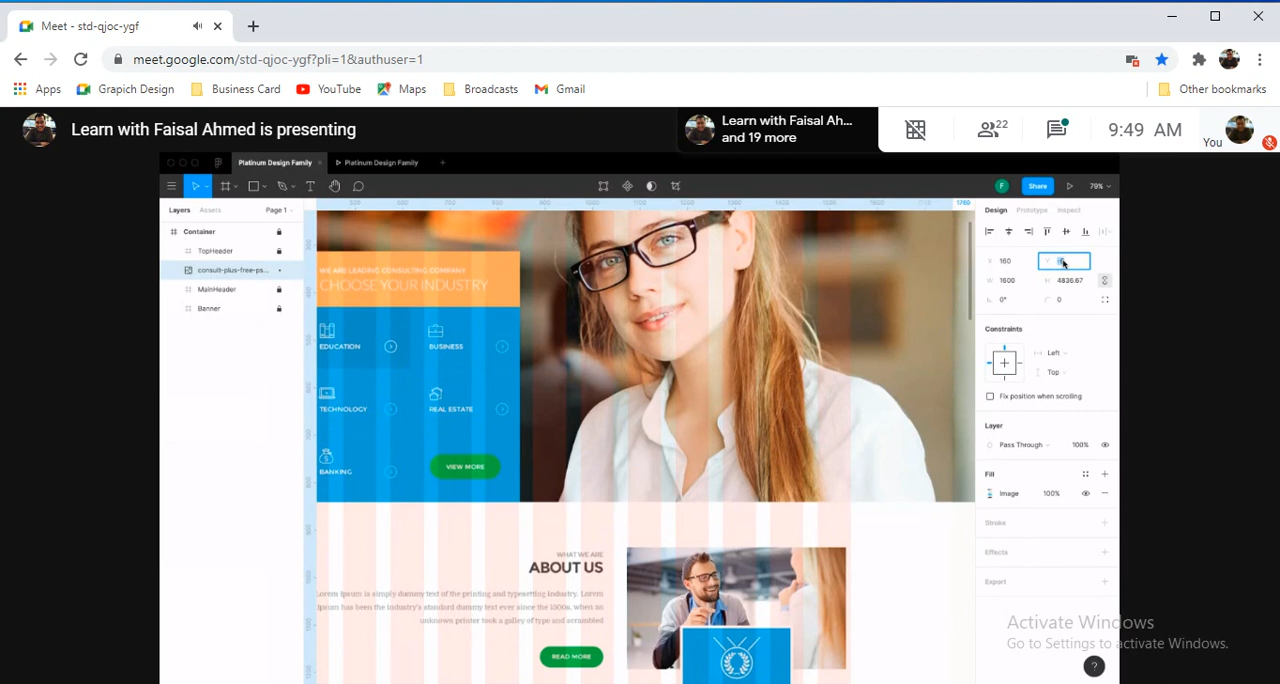 Meet - std-qjoc-ygf
meet.google.com/std-qjoc-ygf?pli=1&authuser=1
Apps
Grapich Design
Business Card
YouTube
Maps
Broadcasts
Gmail
Other bookmarks
Learn with Faisal Ahmed is presenting
Learn with Faisal Ah...
and 19 more
22
9:49 AM
You
Platinum Design Family
Platinum Design Family
F
Share
79%
Layers
Assets
Page 1
1760
Design
Prototype
Inspect
Container
TopHeader
consult-plus-free-ps...
MainHeader
Banner
X 160
Y
W 1600
H 4836.67
0°
0
Constraints
Left
Top
Fix position when scrolling
Layer
Pass Through
100%
Fill
Image
100%
Stroke
Effects
Export
WE ARE LEADING CONSULTING COMPANY
CHOOSE YOUR INDUSTRY
EDUCATION
BUSINESS
TECHNOLOGY
REAL ESTATE
BANKING
VIEW MORE
WHAT WE ARE
ABOUT US
Lorem Ipsum is simply dummy text of the printing and typesetting industry. Lorem
Ipsum has been the industry's standard dummy text ever since the 1500s, when an
unknown printer took a galley of type and scrambled
READ MORE
Activate Windows
Go to Settings to activate Windows.
?